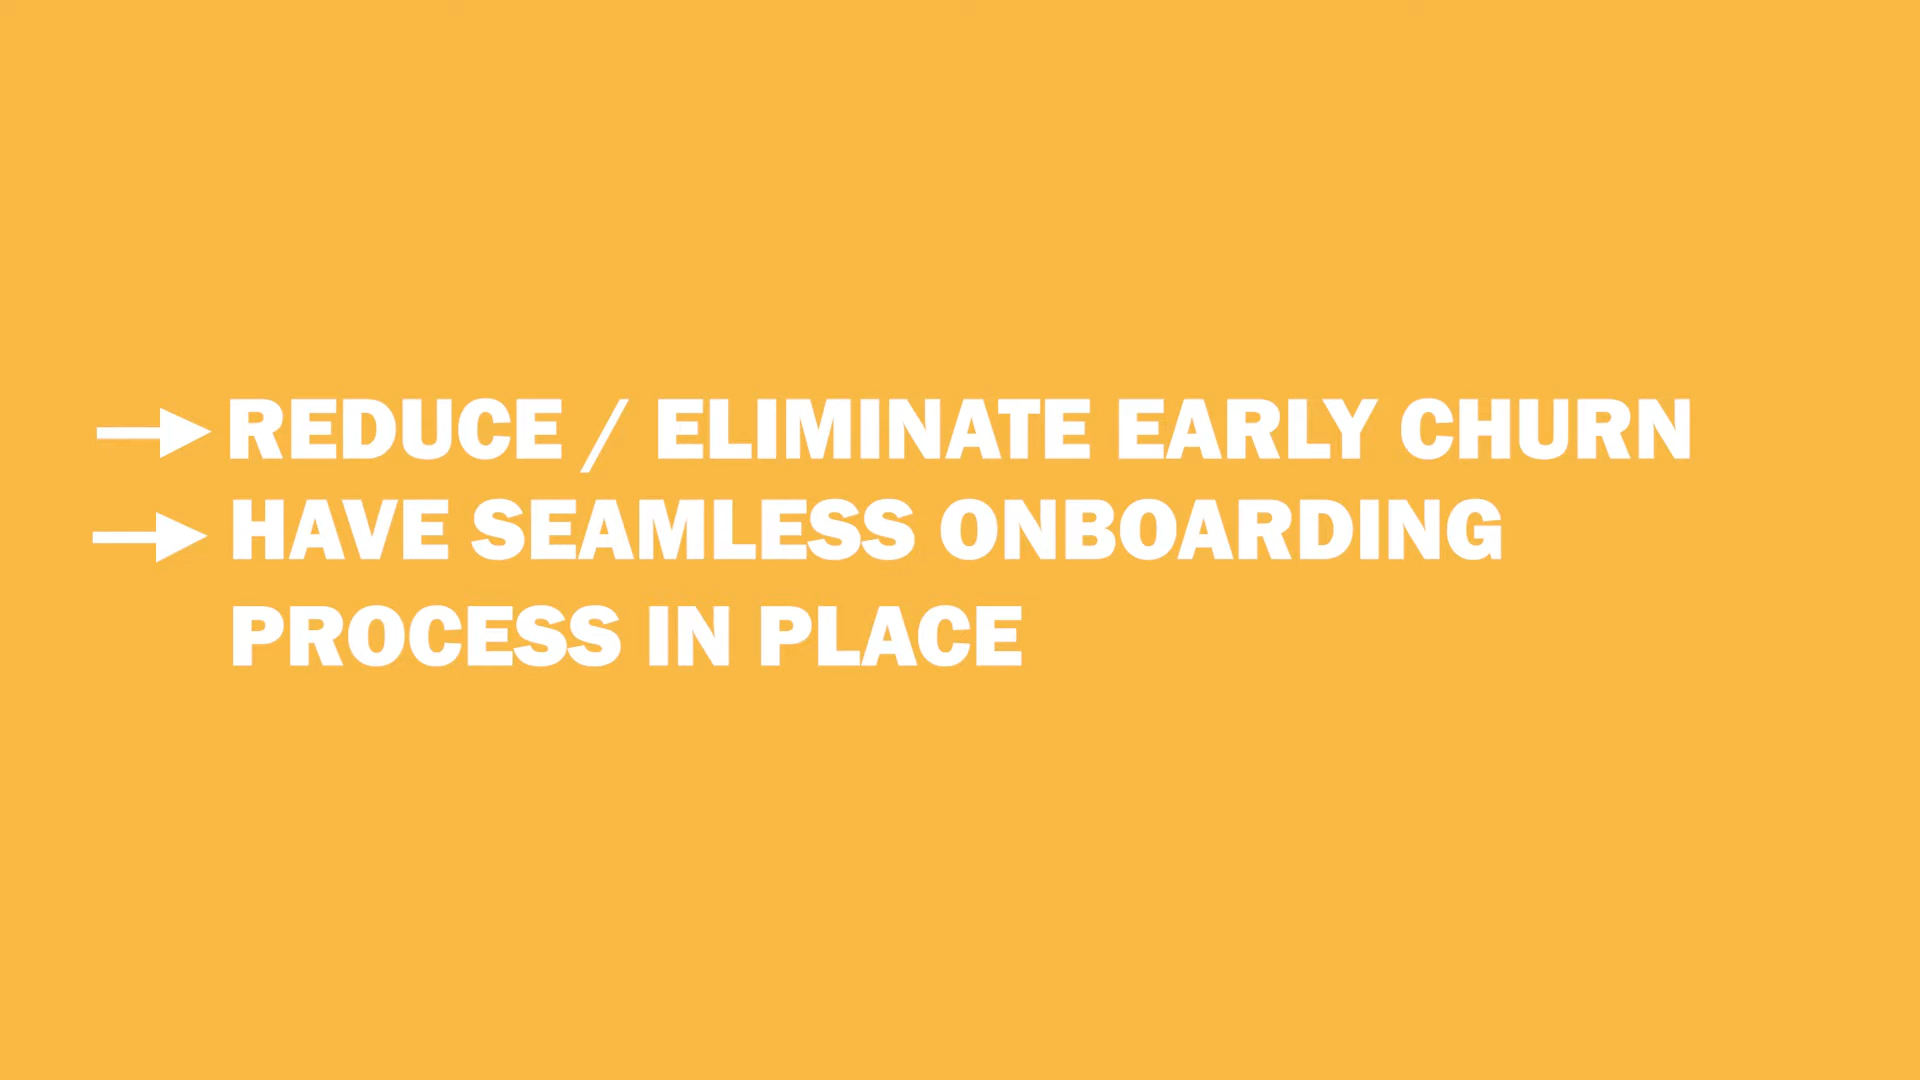 REDUCE / ELIMINATE EARLY CHURN
HAVE SEAMLESS ONBOARDING
PROCESS IN PLACE